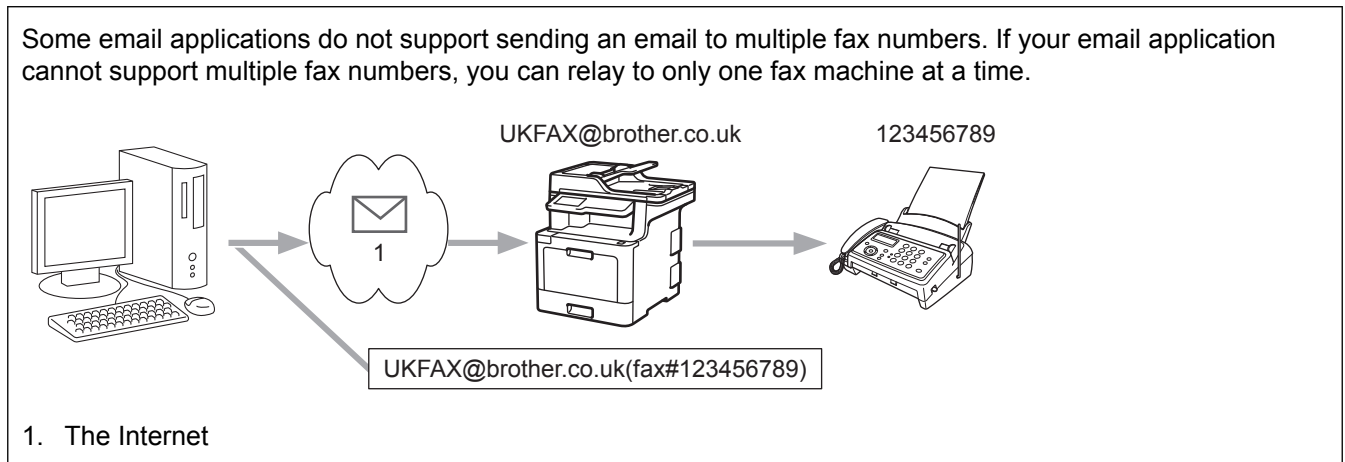 Some email applications do not support sending an email to multiple fax numbers. If your email application
cannot support multiple fax numbers, you can relay to only one fax machine at a time.
UKFAX@brother.co.uk 123456789
1
UKFAX@brother.co.uk(fax#123456789)
1. The Internet